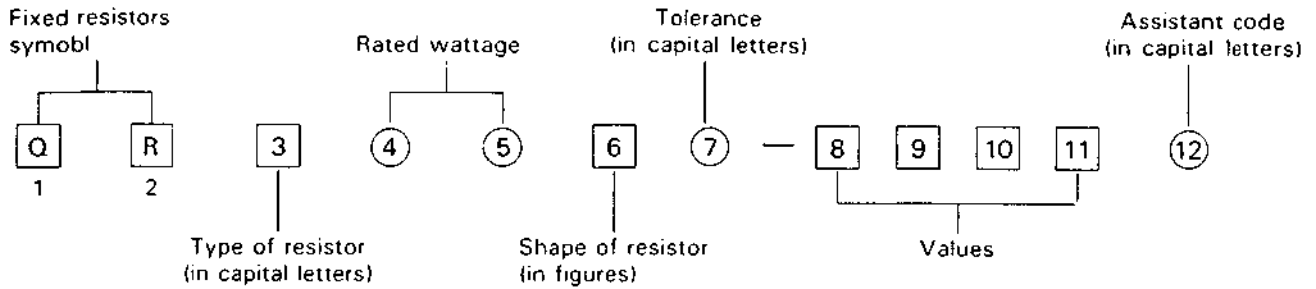 Fixed resistors
symobl
Rated wattage
Tolerance
(in capital letters)
Assistant code
(in capital letters)
Q R 3 4 5 6 7 — 8 9 10 11 12
1 2
Type of resistor
(in capital letters)
Shape of resistor
(in figures)
Values